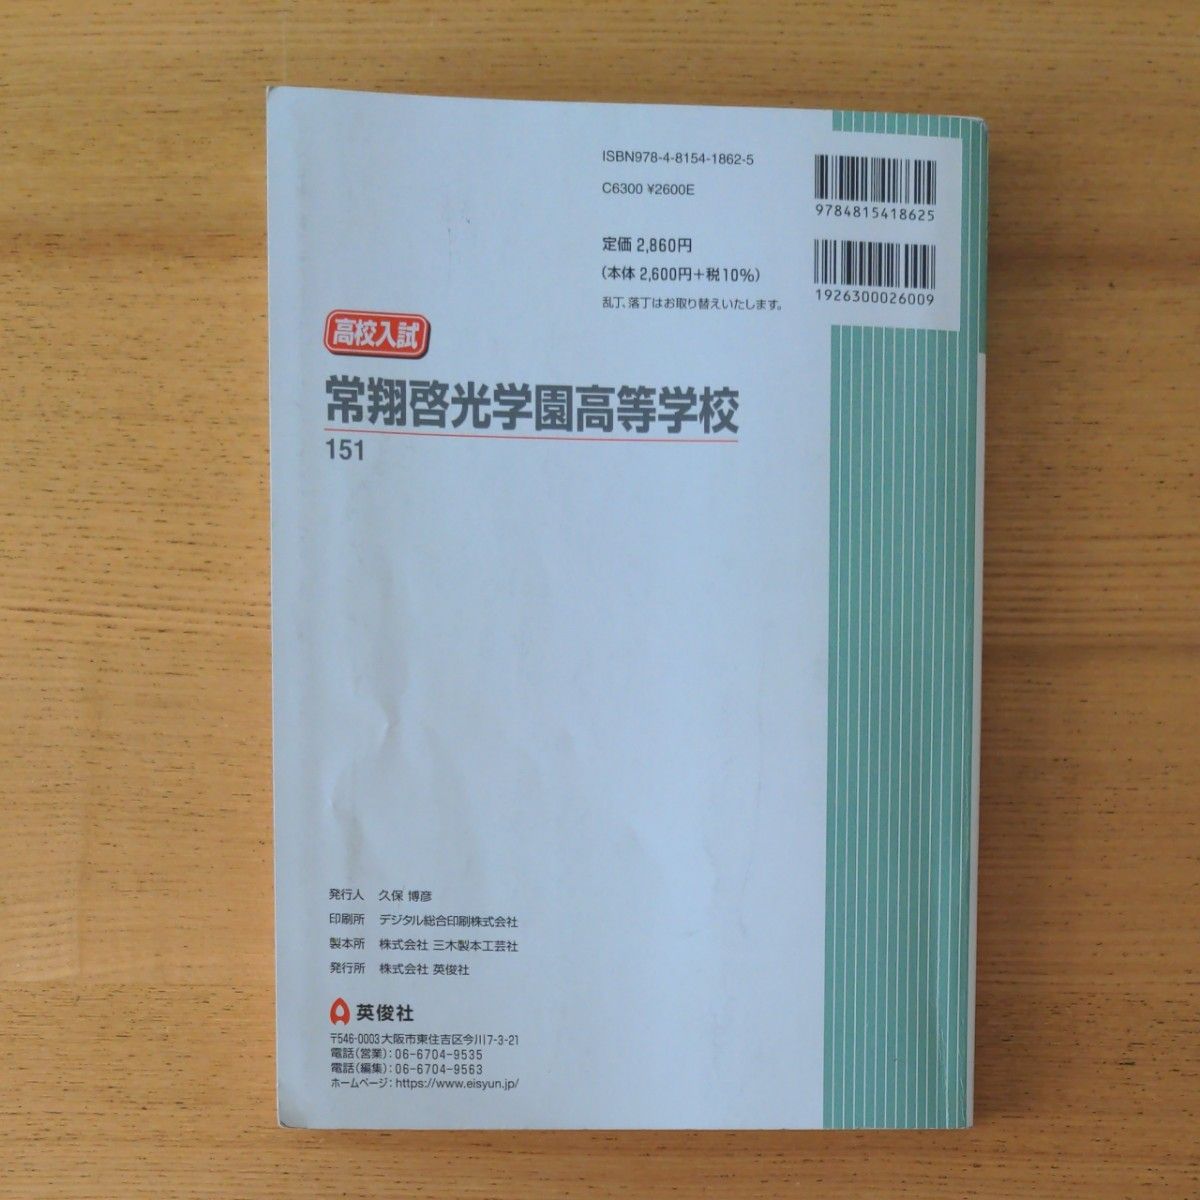 ISBN978-4-8154-1862-5
C6300 ¥2600E
定価 2,860円
(本体 2,600円+税10%)
乱丁、落丁はお取り替えいたします。
9784815418625
1926300026009
高校入試
常翔啓光学園高等学校
151
発行人 久保 博彦
印刷所 デジタル総合印刷株式会社
製本所 株式会社 三木製本工芸社
発行所 株式会社 英俊社
英俊社
〒546-0003 大阪市東住吉区今川7-3-21
電話(営業):06-6704-9535
電話(編集):06-6704-9563
ホームページ:https://www.eisyun.jp/